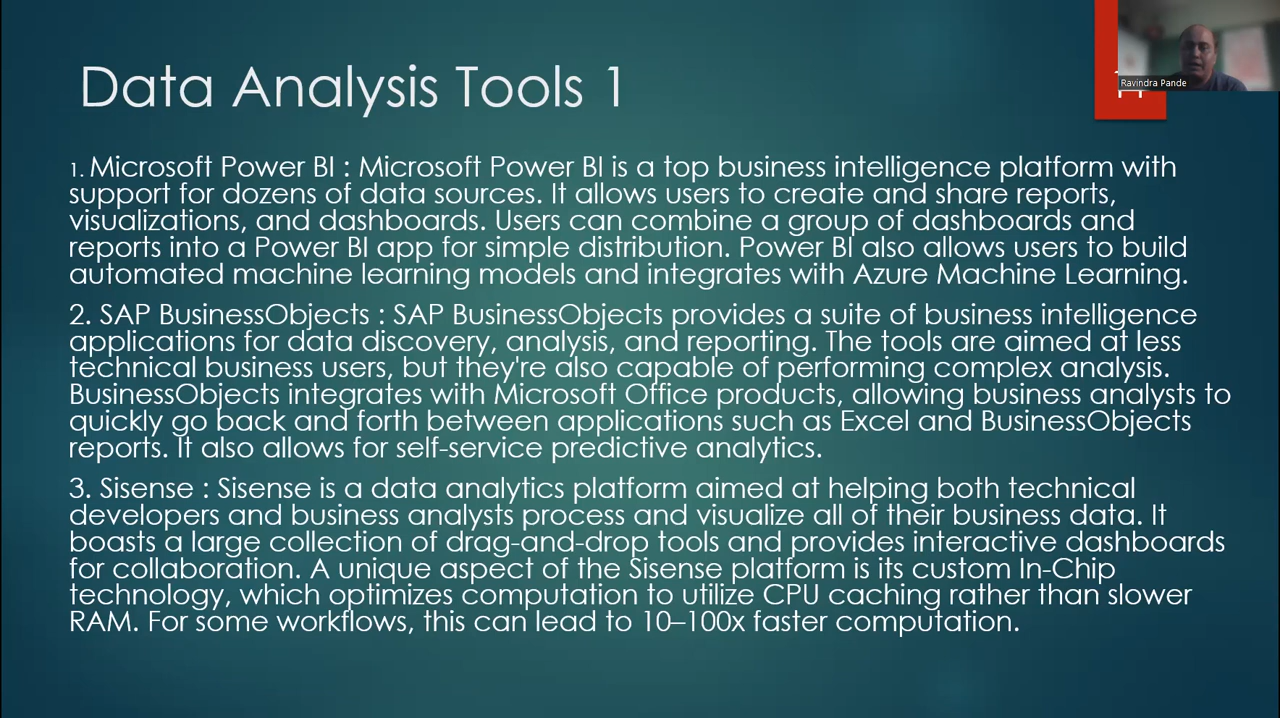 Data Analysis Tools 1
Ravindra Pande
1. Microsoft Power BI : Microsoft Power BI is a top business intelligence platform with
support for dozens of data sources. It allows users to create and share reports,
visualizations, and dashboards. Users can combine a group of dashboards and
reports into a Power BI app for simple distribution. Power BI also allows users to build
automated machine learning models and integrates with Azure Machine Learning.
2. SAP BusinessObjects : SAP BusinessObjects provides a suite of business intelligence
applications for data discovery, analysis, and reporting. The tools are aimed at less
technical business users, but they're also capable of performing complex analysis.
BusinessObjects integrates with Microsoft Office products, allowing business analysts to
quickly go back and forth between applications such as Excel and BusinessObjects
reports. It also allows for self-service predictive analytics.
3. Sisense : Sisense is a data analytics platform aimed at helping both technical
developers and business analysts process and visualize all of their business data. It
boasts a large collection of drag-and-drop tools and provides interactive dashboards
for collaboration. A unique aspect of the Sisense platform is its custom In-Chip
technology, which optimizes computation to utilize CPU caching rather than slower
RAM. For some workflows, this can lead to 10–100x faster computation.